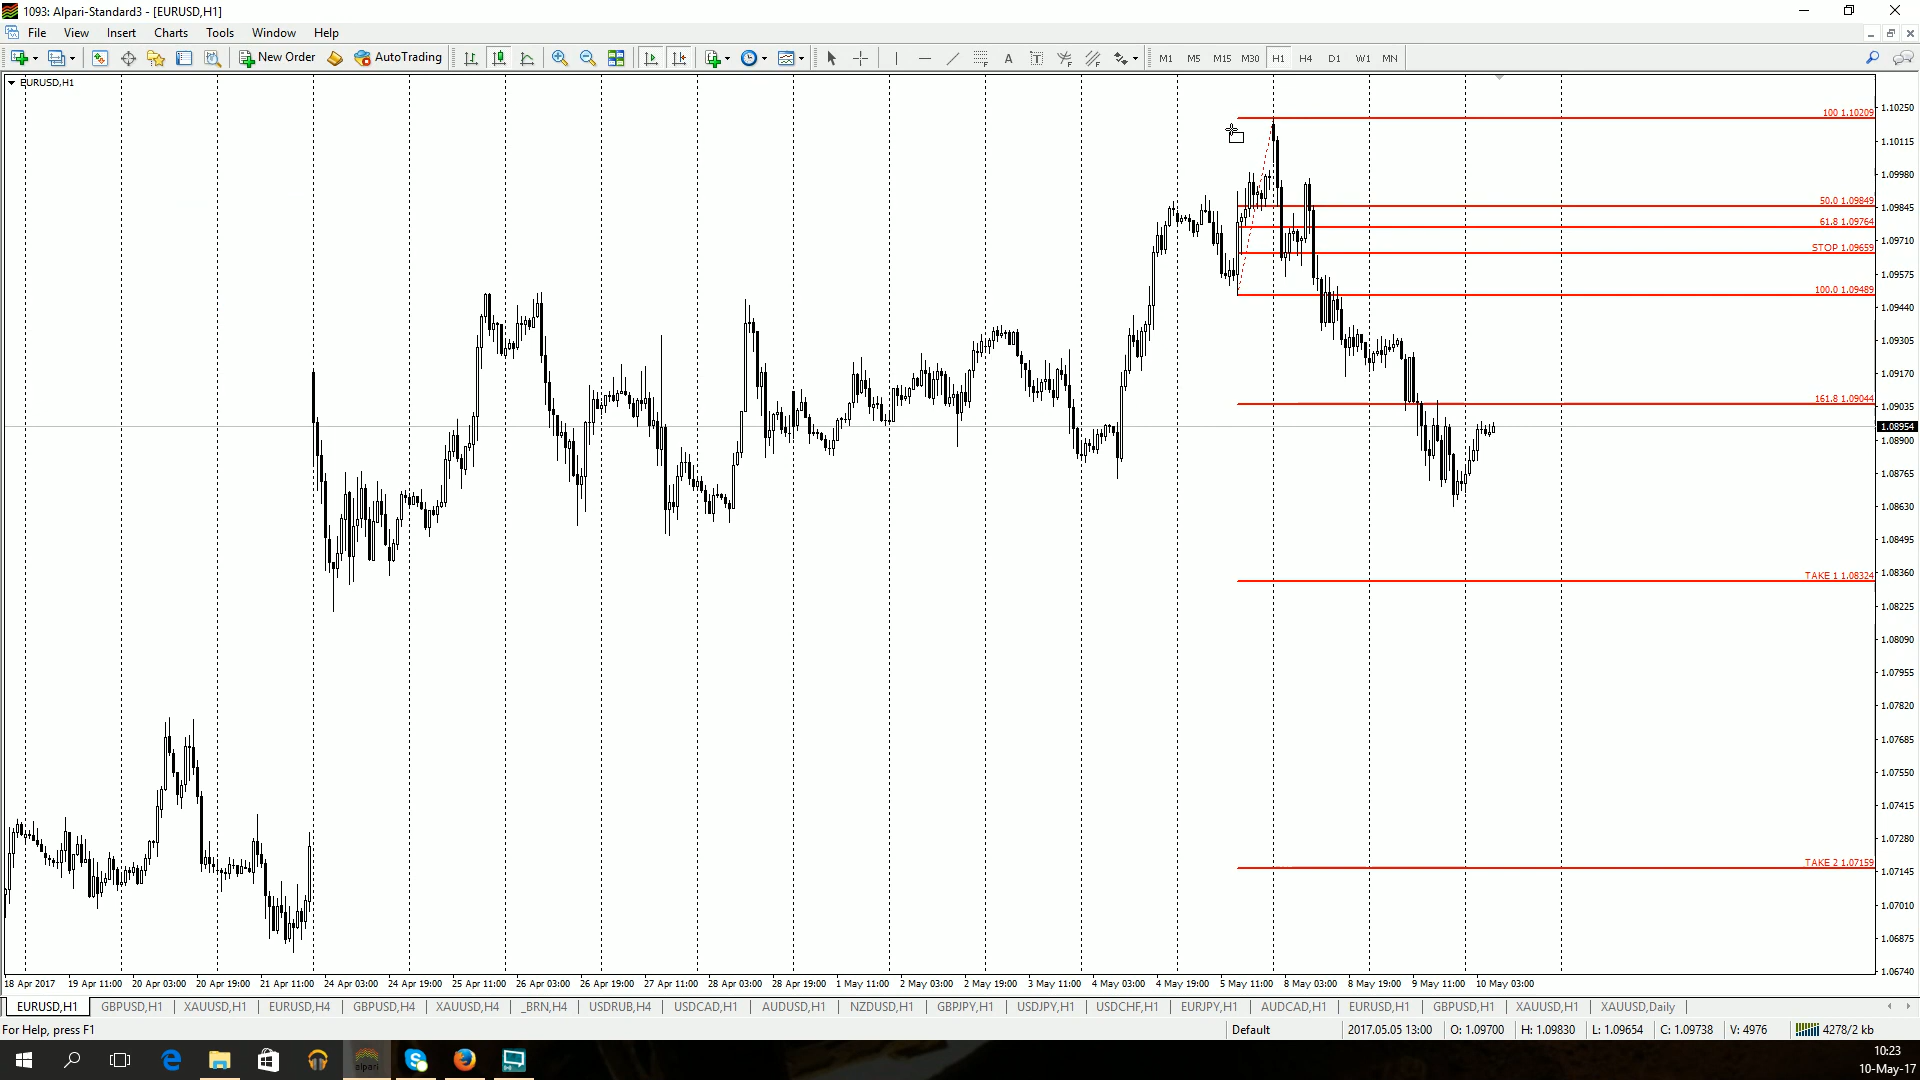 1093: Alpari-Standard3 - [EURUSD,H1]
File View Insert Charts Tools Window Help
New Order AutoTrading A T M1 M5 M15 M30 H1 H4 D1 W1 MN
EURUSD,H1
100 1.10209
50.0 1.09849
61.8 1.09764
STOP 1.09659
100.0 1.09489
161.8 1.09044
TAKE 1 1.08324
TAKE 2 1.07159
1.10250
1.10115
1.09980
1.09845
1.09710
1.09575
1.09440
1.09305
1.09170
1.09035
1.08954
1.08900
1.08765
1.08630
1.08495
1.08360
1.08225
1.08090
1.07955
1.07820
1.07685
1.07550
1.07415
1.07280
1.07145
1.07010
1.06875
1.06740
18 Apr 2017 19 Apr 11:00 20 Apr 03:00 20 Apr 19:00 21 Apr 11:00 24 Apr 03:00 24 Apr 19:00 25 Apr 11:00 26 Apr 03:00 26 Apr 19:00 27 Apr 11:00 28 Apr 03:00 28 Apr 19:00 1 May 11:00 2 May 03:00 2 May 19:00 3 May 11:00 4 May 03:00 4 May 19:00 5 May 11:00 8 May 03:00 8 May 19:00 9 May 11:00 10 May 03:00
EURUSD,H1 GBPUSD,H1 XAUUSD,H1 EURUSD,H4 GBPUSD,H4 XAUUSD,H4 _BRN,H4 USDRUB,H4 USDCAD,H1 AUDUSD,H1 NZDUSD,H1 GBPJPY,H1 USDJPY,H1 USDCHF,H1 EURJPY,H1 AUDCAD,H1 EURUSD,H1 GBPUSD,H1 XAUUSD,H1 XAUUSD,Daily
For Help, press F1 Default 2017.05.05 13:00 O: 1.09700 H: 1.09830 L: 1.09654 C: 1.09738 V: 4976 4278/2 kb
alpari
10:23
10-May-17